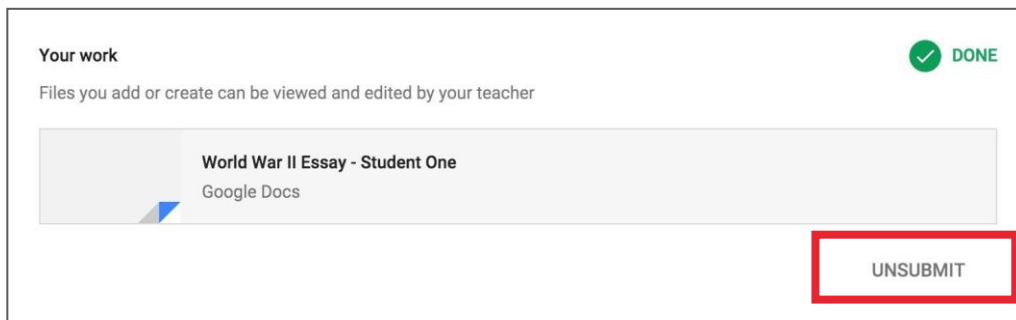 Your work
DONE
Files you add or create can be viewed and edited by your teacher
World War II Essay - Student One
Google Docs
UNSUBMIT